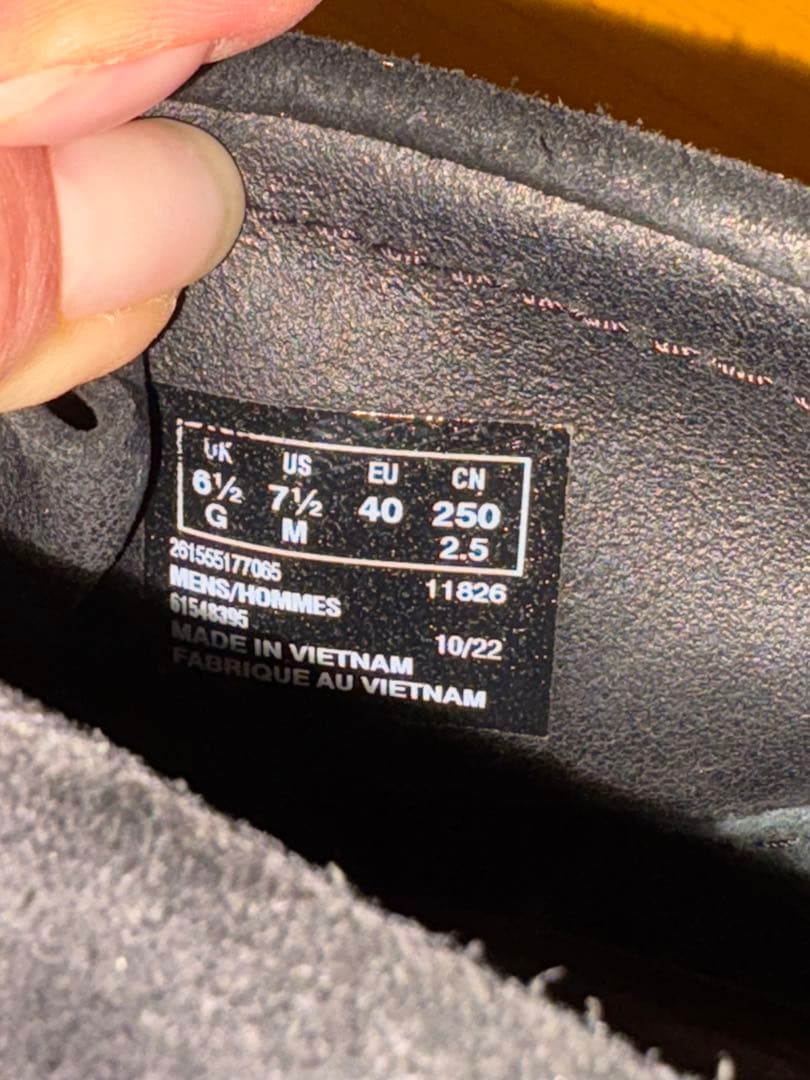 UK US EU CN
6½ 7½ 40 250
G M 2.5
261555177065 11826
MENS/HOMMES
61548395 10/22
MADE IN VIETNAM
FABRIQUE AU VIETNAM